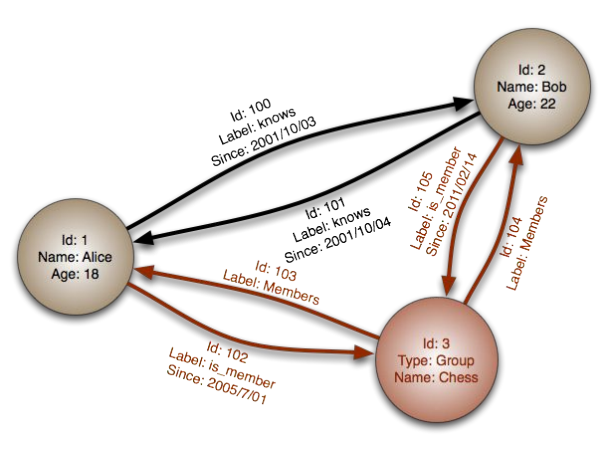 Id: 2
Name: Bob
Age: 22
Id: 100
Label: knows
Since: 2001/10/03
Id: 101
Label: knows
Since: 2001/10/04
Id: 105
Label: is_member
Since: 2011/02/14
Id: 104
Label: Members
Id: 1
Name: Alice
Age: 18
Id: 103
Label: Members
Id: 102
Label: is_member
Since: 2005/7/01
Id: 3
Type: Group
Name: Chess